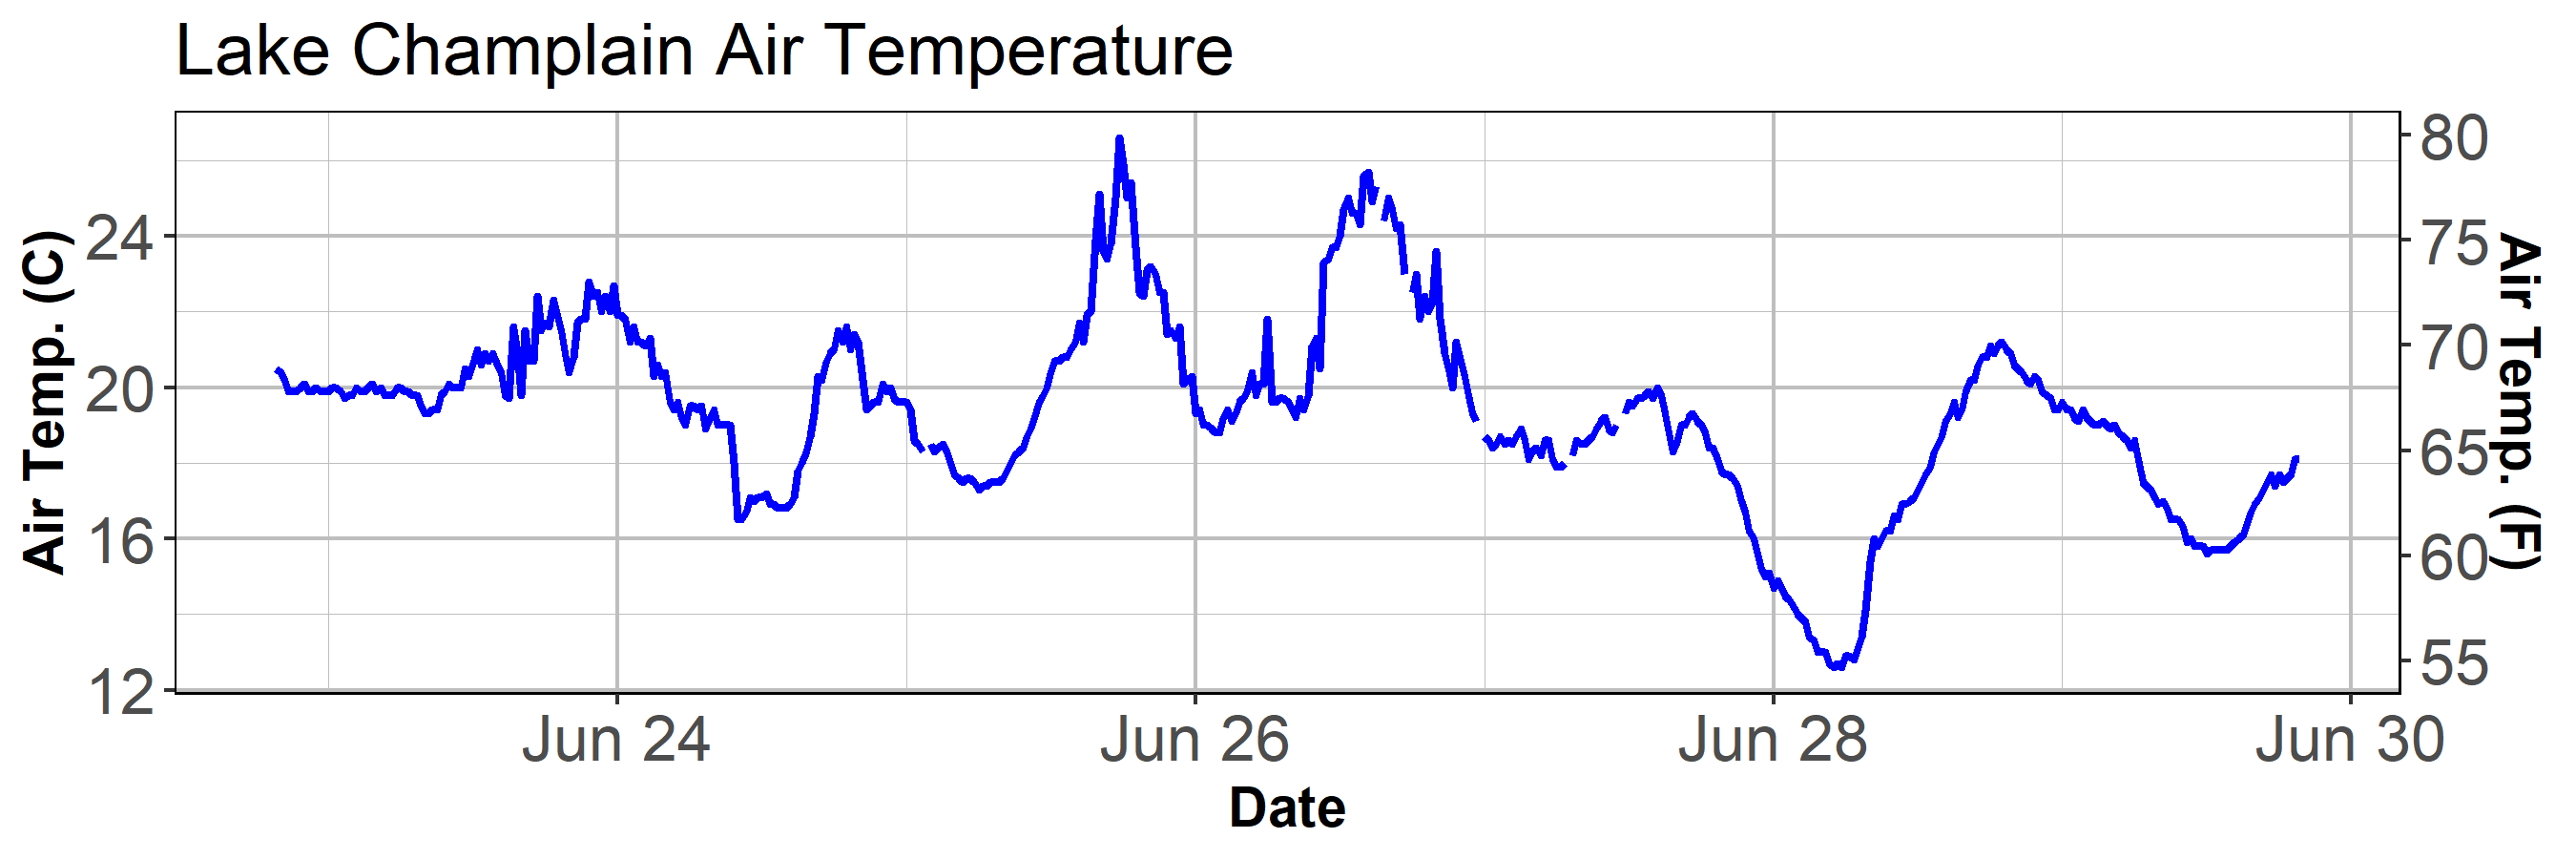 Lake Champlain Air Temperature
Air Temp. (C)
24
20
16
12
80
75
70
65
60
55
Air Temp. (F)
Jun 24
Jun 26
Jun 28
Jun 30
Date